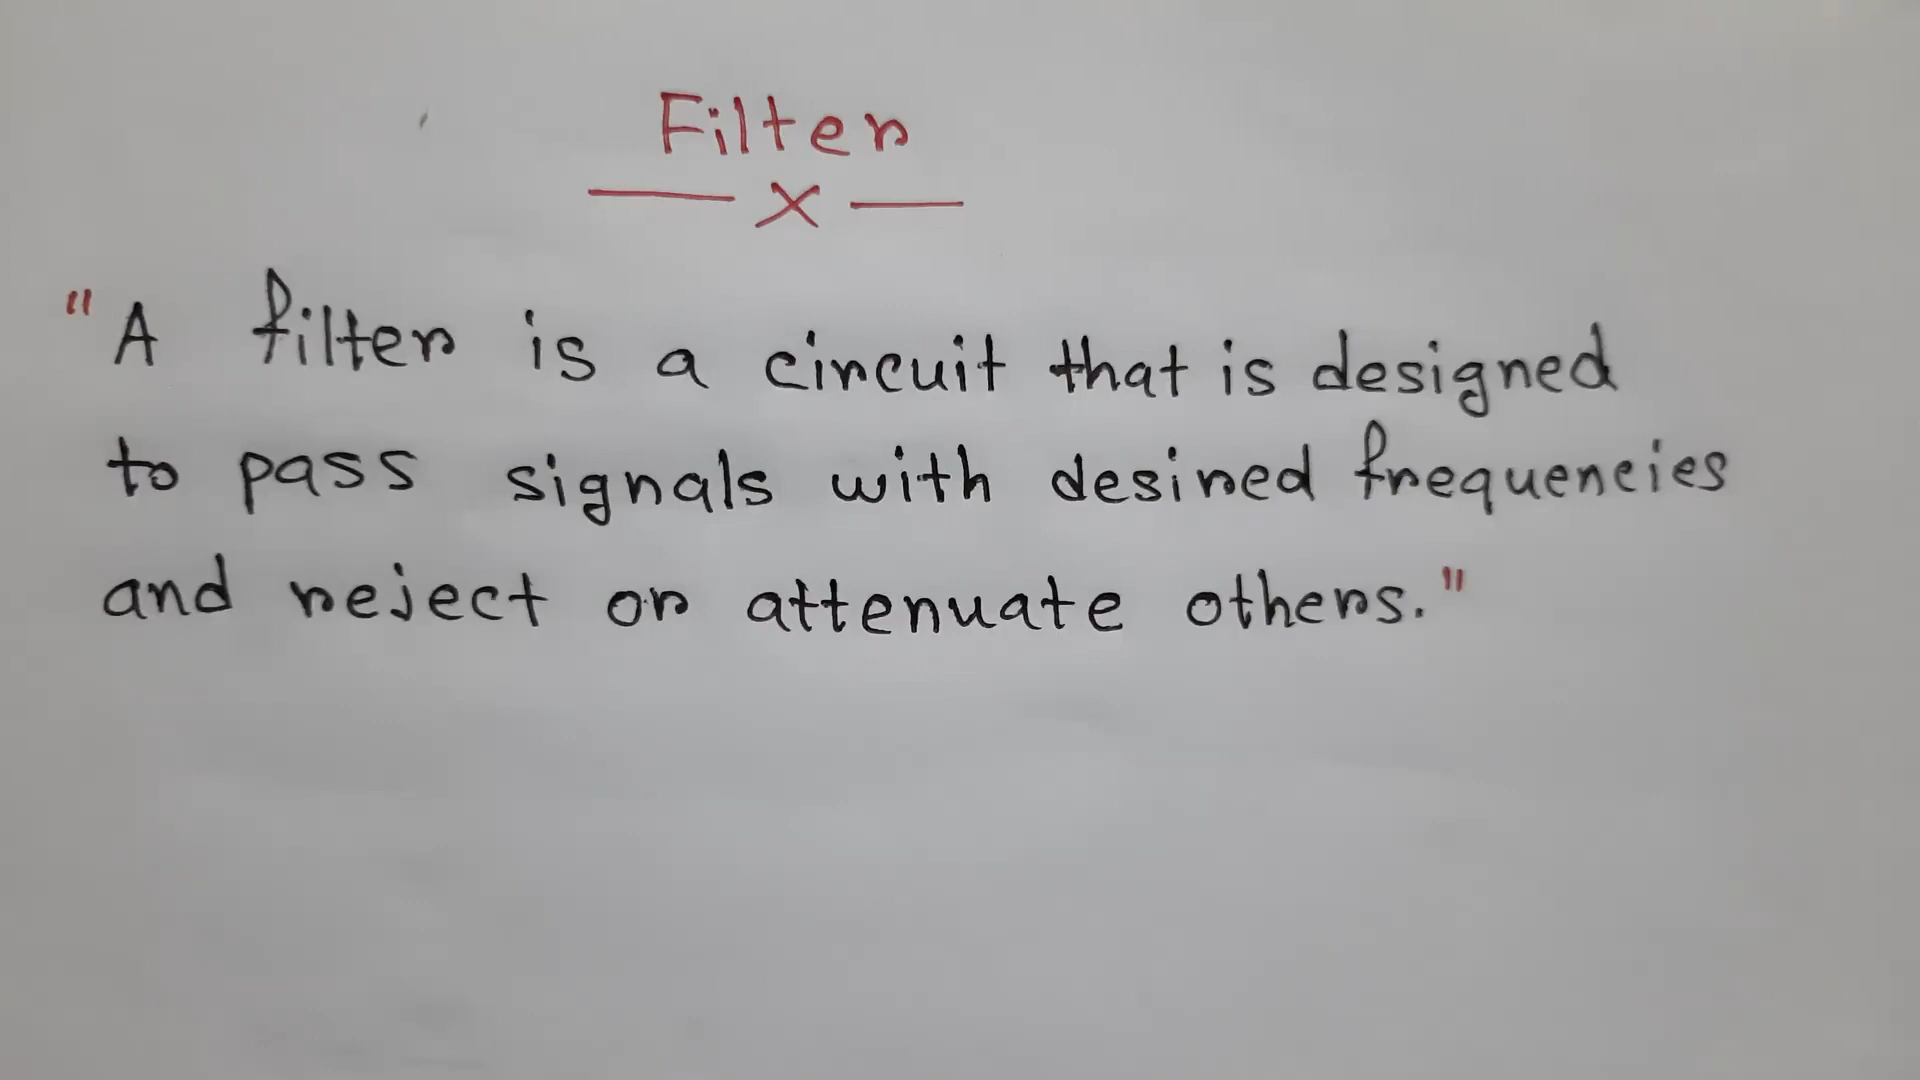 Filter
— x —
"A filter is a circuit that is designed
to pass signals with desired frequencies
and reject or attenuate others."